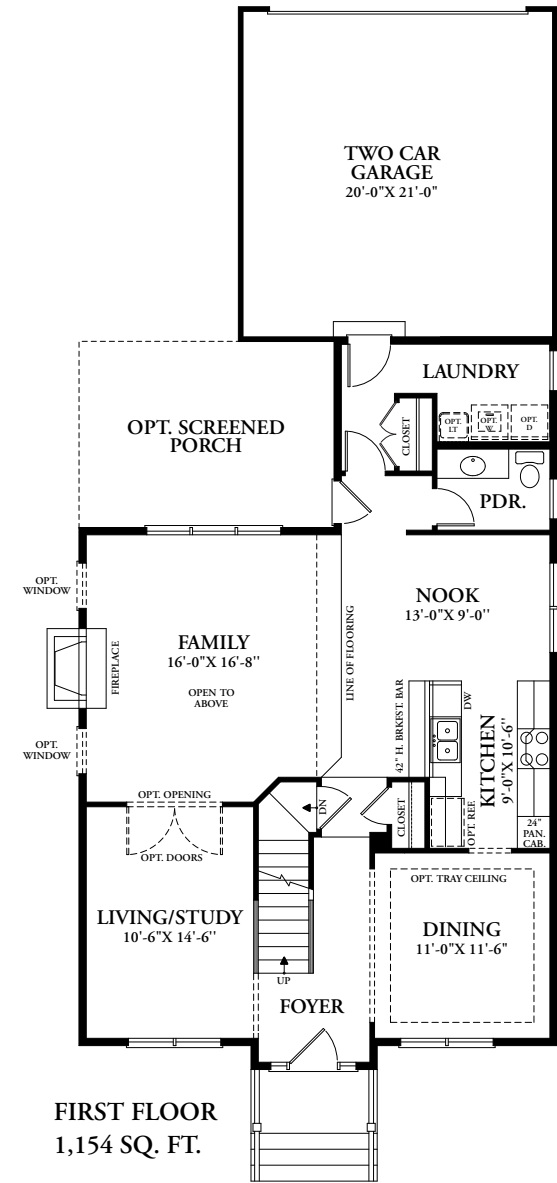 TWO CAR
GARAGE
20'-0"X 21'-0"
LAUNDRY
OPT.
LT
OPT.
W.
OPT.
D
CLOSET
OPT. SCREENED
PORCH
PDR.
OPT.
WINDOW
NOOK
13'-0"X 9'-0"
FAMILY
16'-0"X 16'-8"
OPEN TO
ABOVE
FIREPLACE
LINE OF FLOORING
42" H. BRKFST. BAR
DW
KITCHEN
9'-0"X 10'-6"
OPT.
WINDOW
OPT. OPENING
OPT. DOORS
DN
CLOSET
OPT. REF.
24"
PAN.
CAB.
OPT. TRAY CEILING
LIVING/STUDY
10'-6"X 14'-6"
DINING
11'-0"X 11'-6"
UP
FOYER
FIRST FLOOR
1,154 SQ. FT.